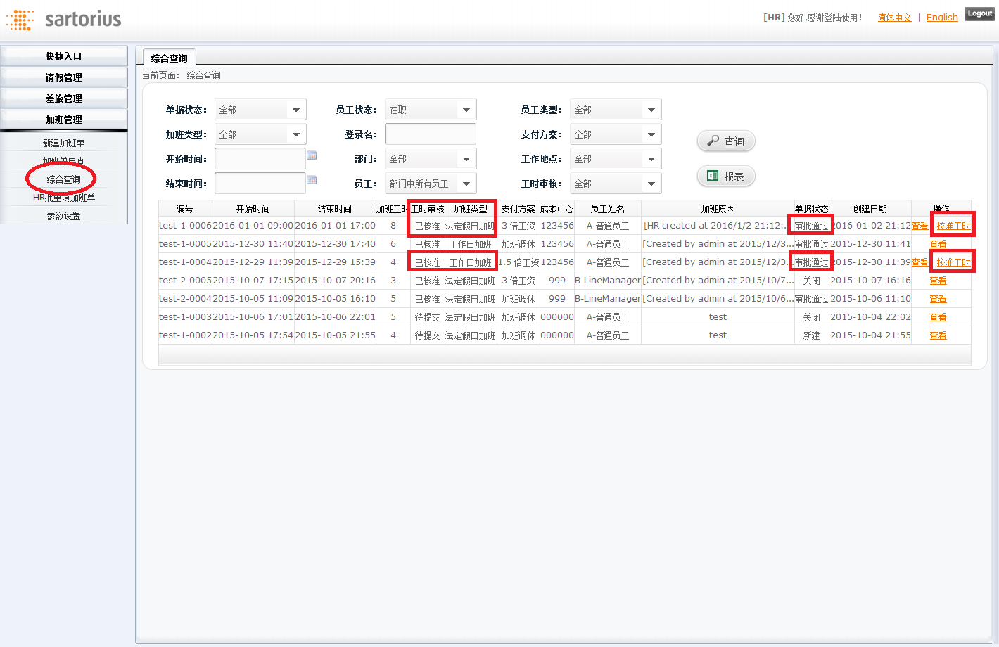 sartorius
[HR] 您好,感谢登陆使用! 简体中文 | English Logout
快捷入口
请假管理
差旅管理
加班管理
新建加班单
加班单自查
综合查询
HR批量填加班单
参数设置
综合查询
当前页面: 综合查询
单据状态: 全部 员工状态: 在职 员工类型: 全部
加班类型: 全部 登录名: 支付方案: 全部
开始时间: 部门: 全部 工作地点: 全部
结束时间: 员工: 部门中所有员工 工时审核: 全部
查询
报表
编号 开始时间 结束时间 加班工时 工时审核 加班类型 支付方案 成本中心 员工姓名 加班原因 单据状态 创建日期 操作
test-1-0006 2016-01-01 09:00 2016-01-01 17:00 8 已核准 法定假日加班 3 倍工资 123456 A-普通员工 [HR created at 2016/1/2 21:12:... 审批通过 2016-01-02 21:12 查看 校准工时
test-1-0005 2015-12-30 11:40 2015-12-30 17:40 6 已核准 工作日加班 加班调休 123456 A-普通员工 [Created by admin at 2015/12/3... 审批通过 2015-12-30 11:41 查看
test-1-0004 2015-12-29 11:39 2015-12-29 15:39 4 已核准 工作日加班 1.5 倍工资 123456 A-普通员工 [Created by admin at 2015/12/3... 审批通过 2015-12-30 11:39 查看 校准工时
test-2-0005 2015-10-07 17:15 2015-10-07 20:16 3 已核准 法定假日加班 3 倍工资 999 B-LineManager [Created by admin at 2015/10/7... 关闭 2015-10-07 16:16 查看
test-2-0004 2015-10-05 11:09 2015-10-05 16:10 5 已核准 法定假日加班 加班调休 999 B-LineManager [Created by admin at 2015/10/6... 审批通过 2015-10-06 11:10 查看
test-1-0003 2015-10-06 17:01 2015-10-06 22:01 5 待提交 法定假日加班 加班调休 000000 A-普通员工 test 关闭 2015-10-04 22:02 查看
test-1-0002 2015-10-05 17:54 2015-10-05 21:55 4 待提交 法定假日加班 加班调休 000000 A-普通员工 test 新建 2015-10-04 21:55 查看